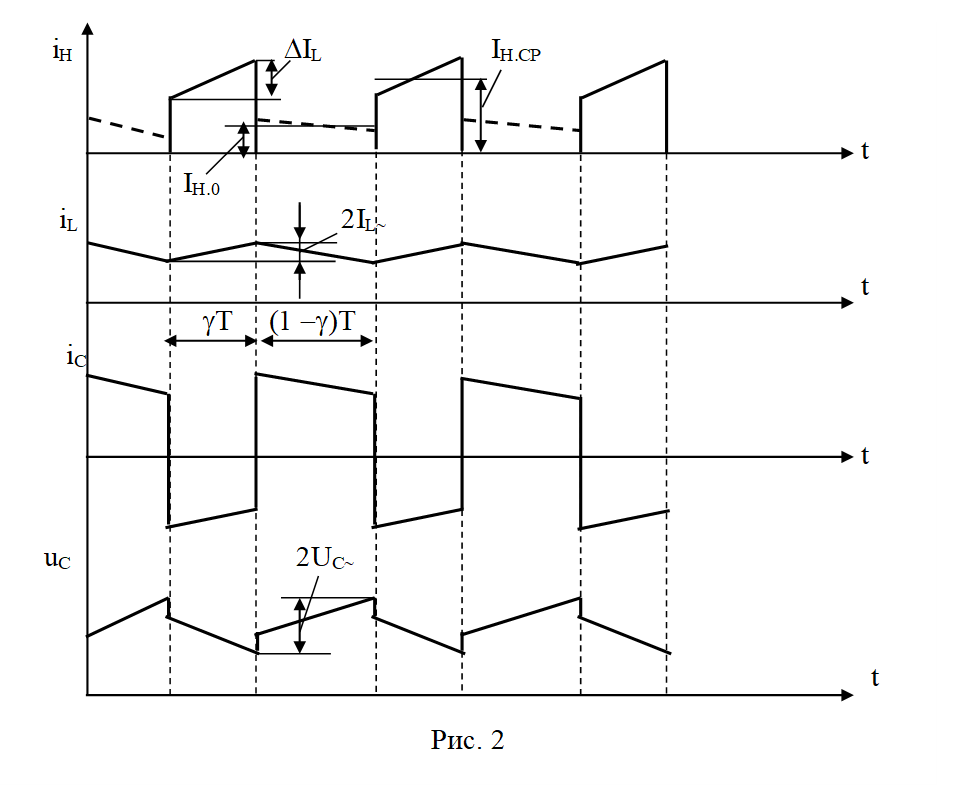 iН
ΔIL
IН.СР
t
IН.0
iL
2IL~
t
γT
(1 –γ)T
iC
t
uC
2UC~
t
Рис. 2